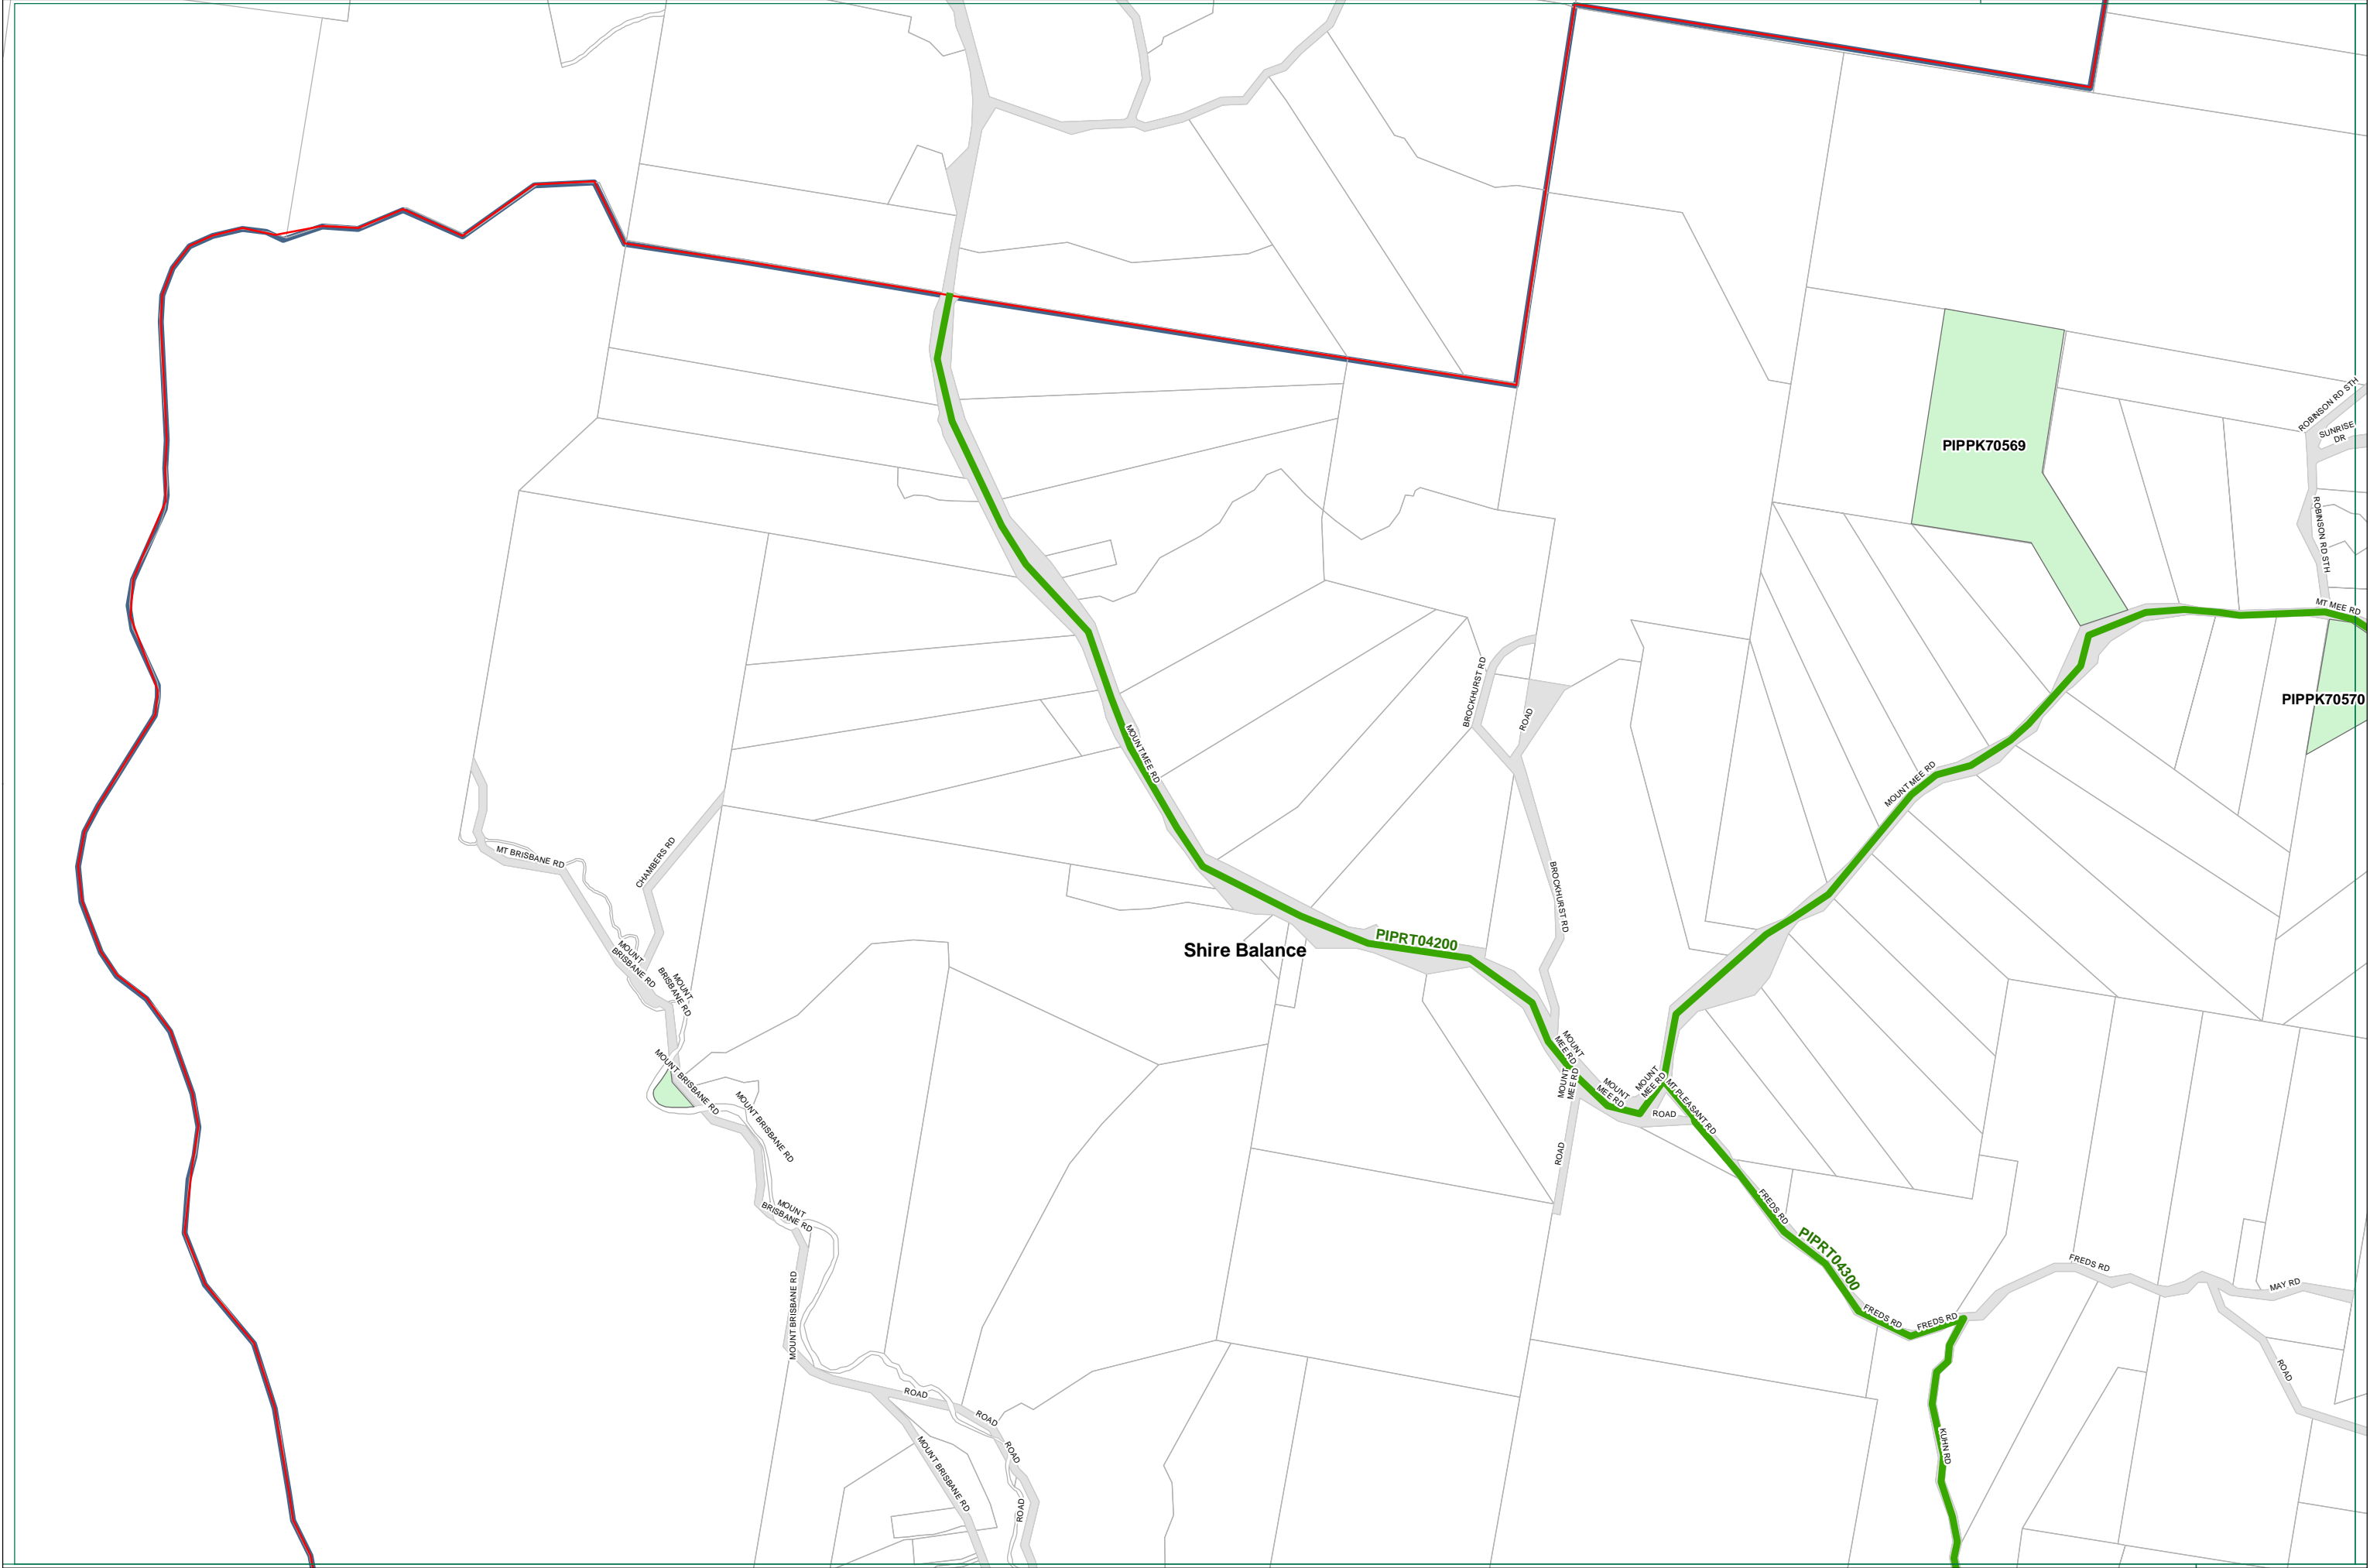 ROBINSON RD STH
SUNRISE
DR
PIPPK70569
ROBINSON RD STH
MT MEE RD
BROCKHURST RD
ROAD
PIPPK70570
MOUNT MEE RD
MOUNT MEE RD
MT BRISBANE RD
CHAMBERS RD
BROCKHURST RD
PIPRT04200
Shire Balance
MOUNT
BRISBANE RD
MOUNT
BRISBANE RD
MOUNT
MEE RD
MOUNT
MEE RD
MOUNT
MEE RD
MOUNT
MEE RD
MT PLEASANT RD
ROAD
MOUNT BRISBANE RD
MOUNT BRISBANE RD
ROAD
MOUNT
BRISBANE RD
FREDS RD
PIPRT04300
FREDS RD
MAY RD
MOUNT BRISBANE RD
FREDS RD
FREDS RD
ROAD
ROAD
ROAD
ROAD
KUHN RD
MOUNT BRISBANE RD
ROAD